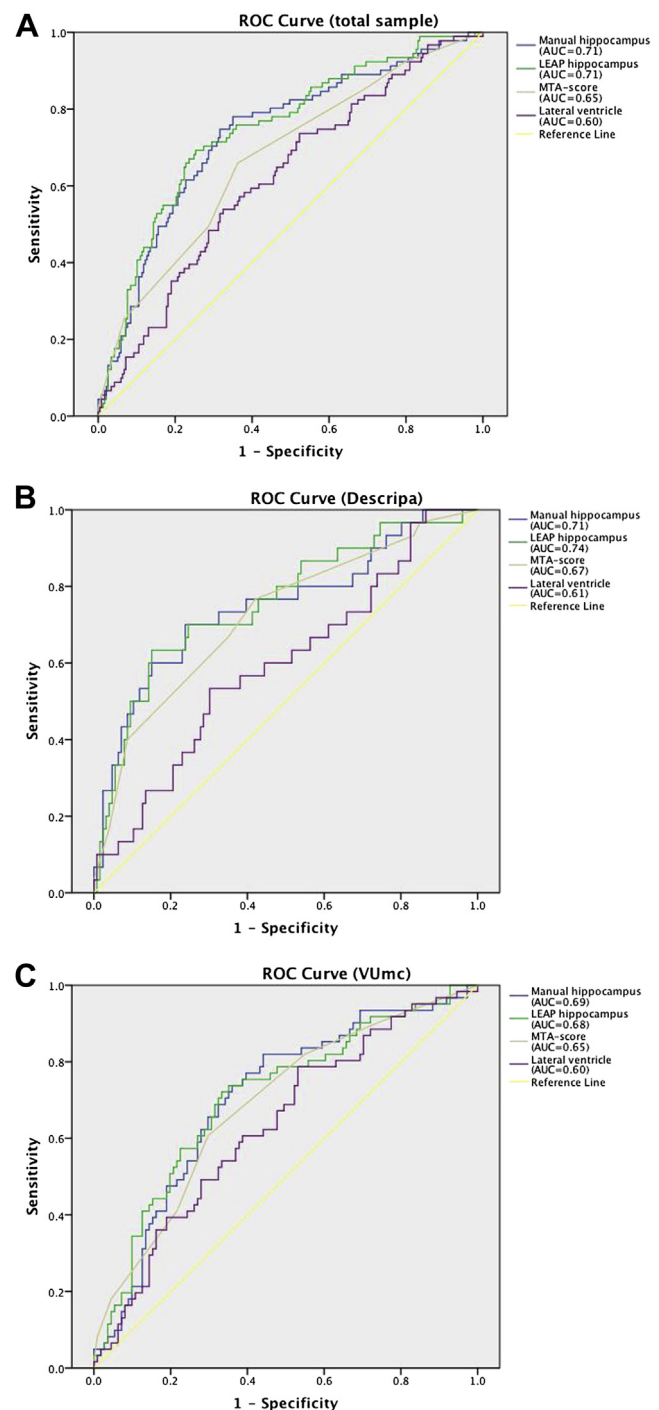 A
ROC Curve (total sample)
1.0
0.8
0.6
0.4
0.2
0.0
Sensitivity
0.0 0.2 0.4 0.6 0.8 1.0
1 - Specificity
Manual hippocampus
(AUC=0.71)
LEAP hippocampus
(AUC=0.71)
MTA-score
(AUC=0.65)
Lateral ventricle
(AUC=0.60)
Reference Line
B
ROC Curve (Descripa)
1.0
0.8
0.6
0.4
0.2
0.0
Sensitivity
0.0 0.2 0.4 0.6 0.8 1.0
1 - Specificity
Manual hippocampus
(AUC=0.71)
LEAP hippocampus
(AUC=0.74)
MTA-score
(AUC=0.67)
Lateral ventricle
(AUC=0.61)
Reference Line
C
ROC Curve (VUmc)
1.0
0.8
0.6
0.4
0.2
0.0
Sensitivity
0.0 0.2 0.4 0.6 0.8 1.0
1 - Specificity
Manual hippocampus
(AUC=0.69)
LEAP hippocampus
(AUC=0.68)
MTA-score
(AUC=0.65)
Lateral ventricle
(AUC=0.60)
Reference Line